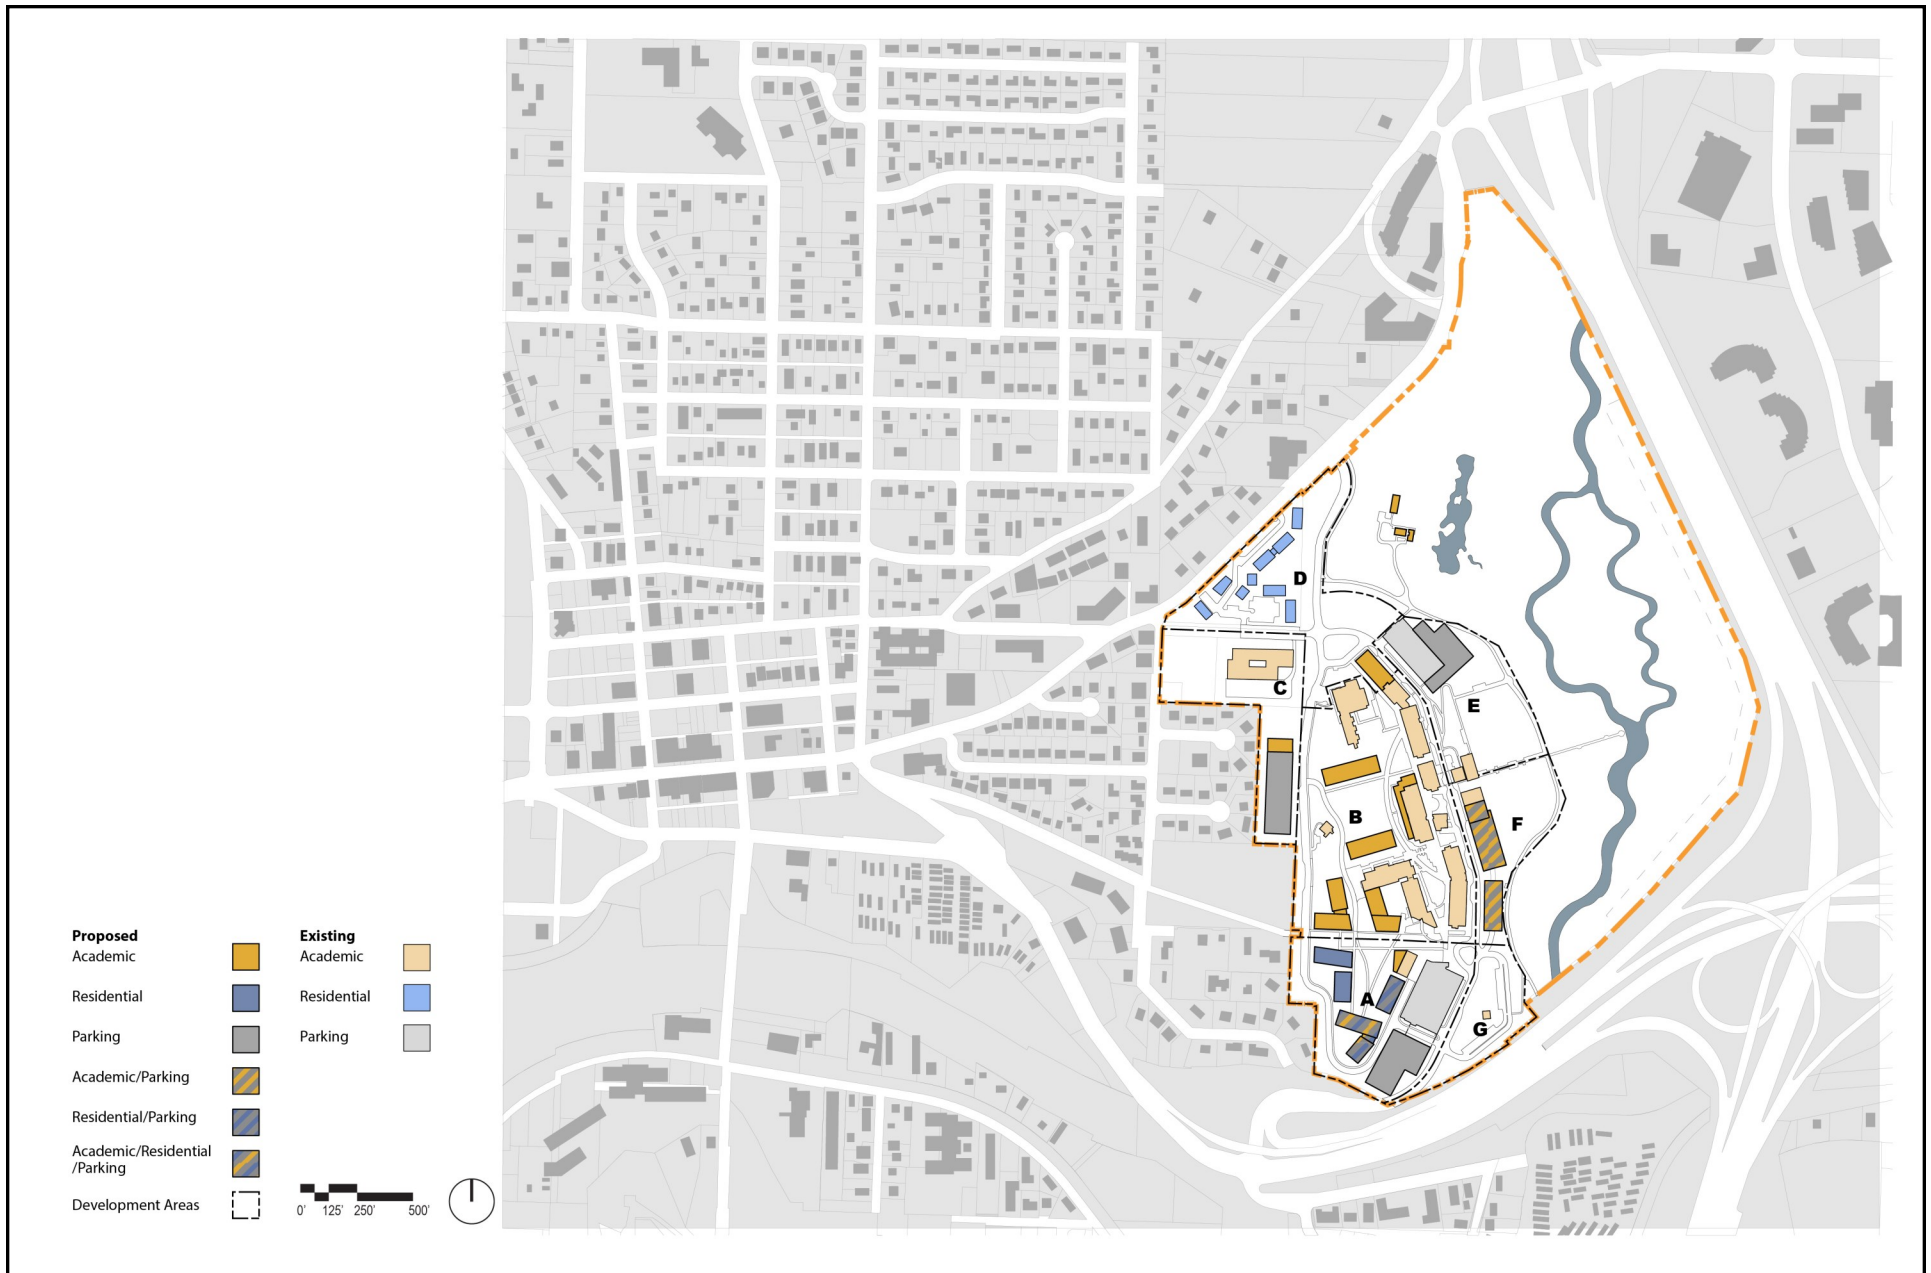 D
C
E
B
F
A
G
Proposed
Academic
Residential
Parking
Academic/Parking
Residential/Parking
Academic/Residential
/Parking
Development Areas
Existing
Academic
Residential
Parking
0' 125' 250' 500'